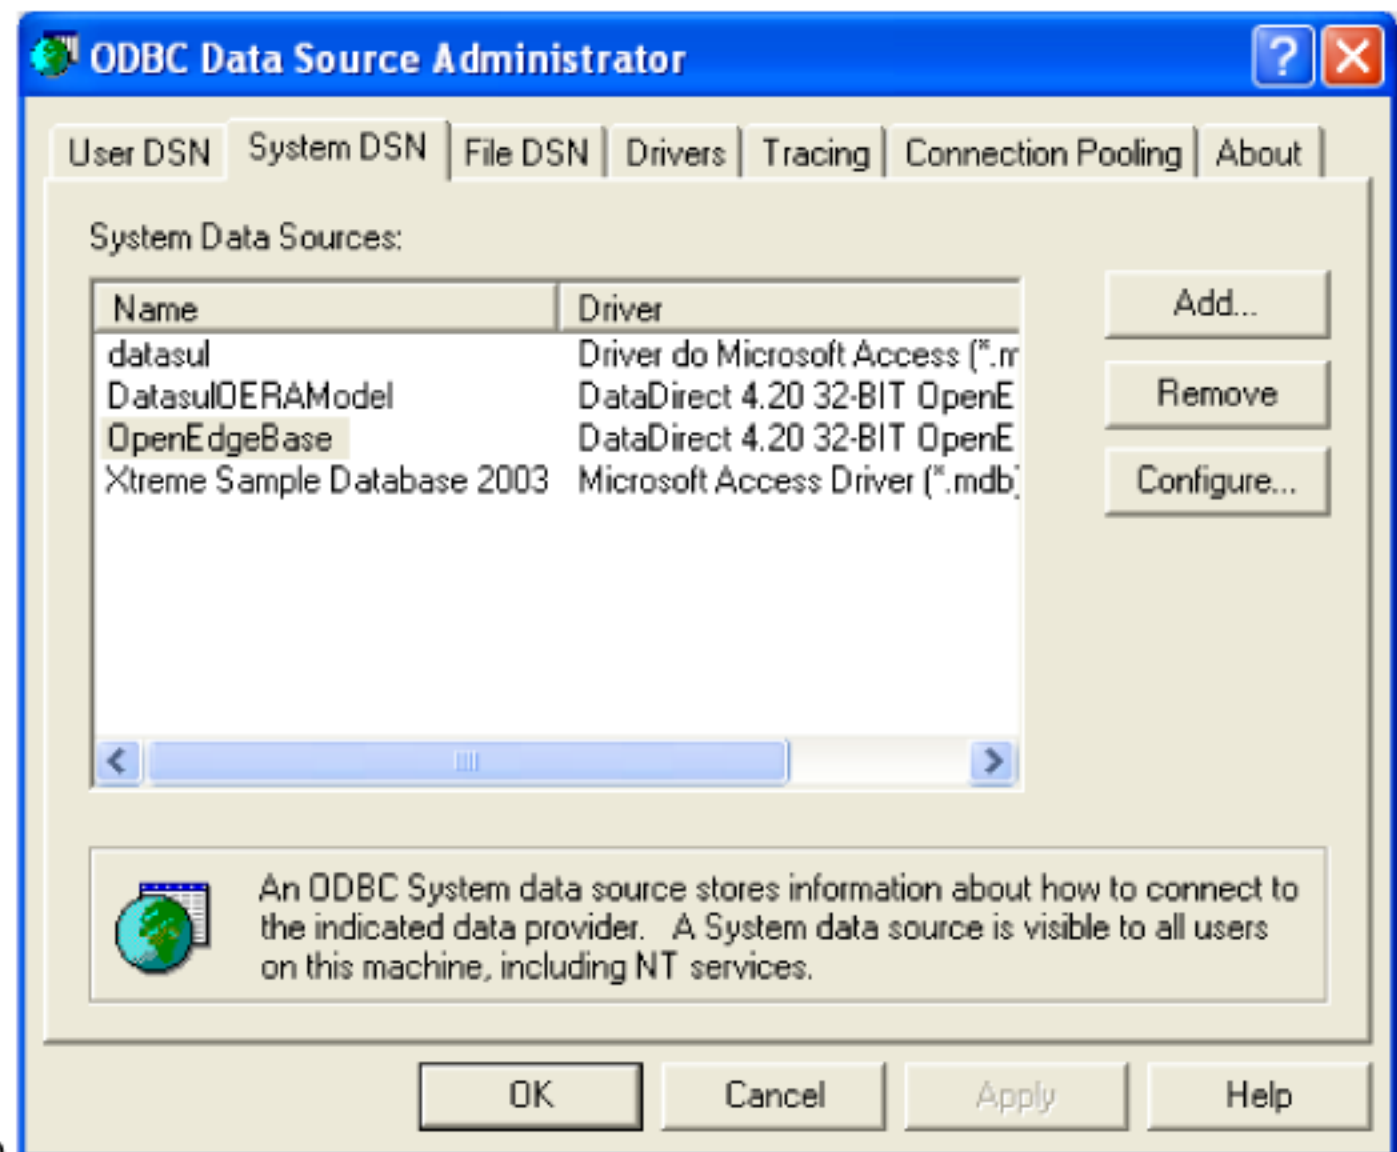 ODBC Data Source Administrator
User DSN System DSN File DSN Drivers Tracing Connection Pooling About
System Data Sources:
Name Driver
datasul Driver do Microsoft Access (*.m
DatasulOERAModel DataDirect 4.20 32-BIT OpenE
OpenEdgeBase DataDirect 4.20 32-BIT OpenE
Xtreme Sample Database 2003 Microsoft Access Driver (*.mdb)
Add...
Remove
Configure...
An ODBC System data source stores information about how to connect to
the indicated data provider. A System data source is visible to all users
on this machine, including NT services.
OK Cancel Apply Help